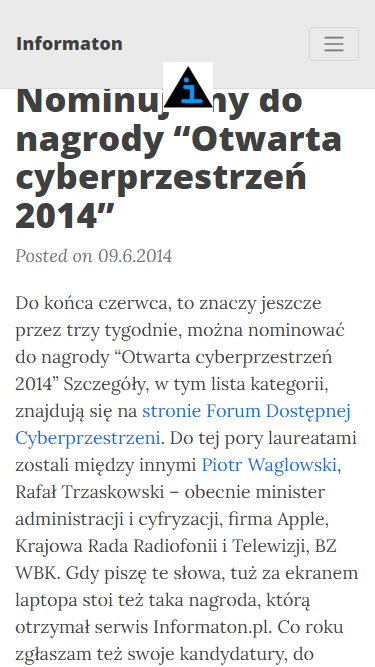 Informaton
i
Nominujemy do
nagrody “Otwarta
cyberprzestrzeń
2014”
Posted on 09.6.2014
Do końca czerwca, to znaczy jeszcze
przez trzy tygodnie, można nominować
do nagrody “Otwarta cyberprzestrzeń
2014” Szczegóły, w tym lista kategorii,
znajdują się na stronie Forum Dostępnej
Cyberprzestrzeni. Do tej pory laureatami
zostali między innymi Piotr Waglowski,
Rafał Trzaskowski – obecnie minister
administracji i cyfryzacji, firma Apple,
Krajowa Rada Radiofonii i Telewizji, BZ
WBK. Gdy piszę te słowa, tuż za ekranem
laptopa stoi też taka nagroda, którą
otrzymał serwis Informaton.pl. Co roku
zgłaszam też swoje kandydatury, do